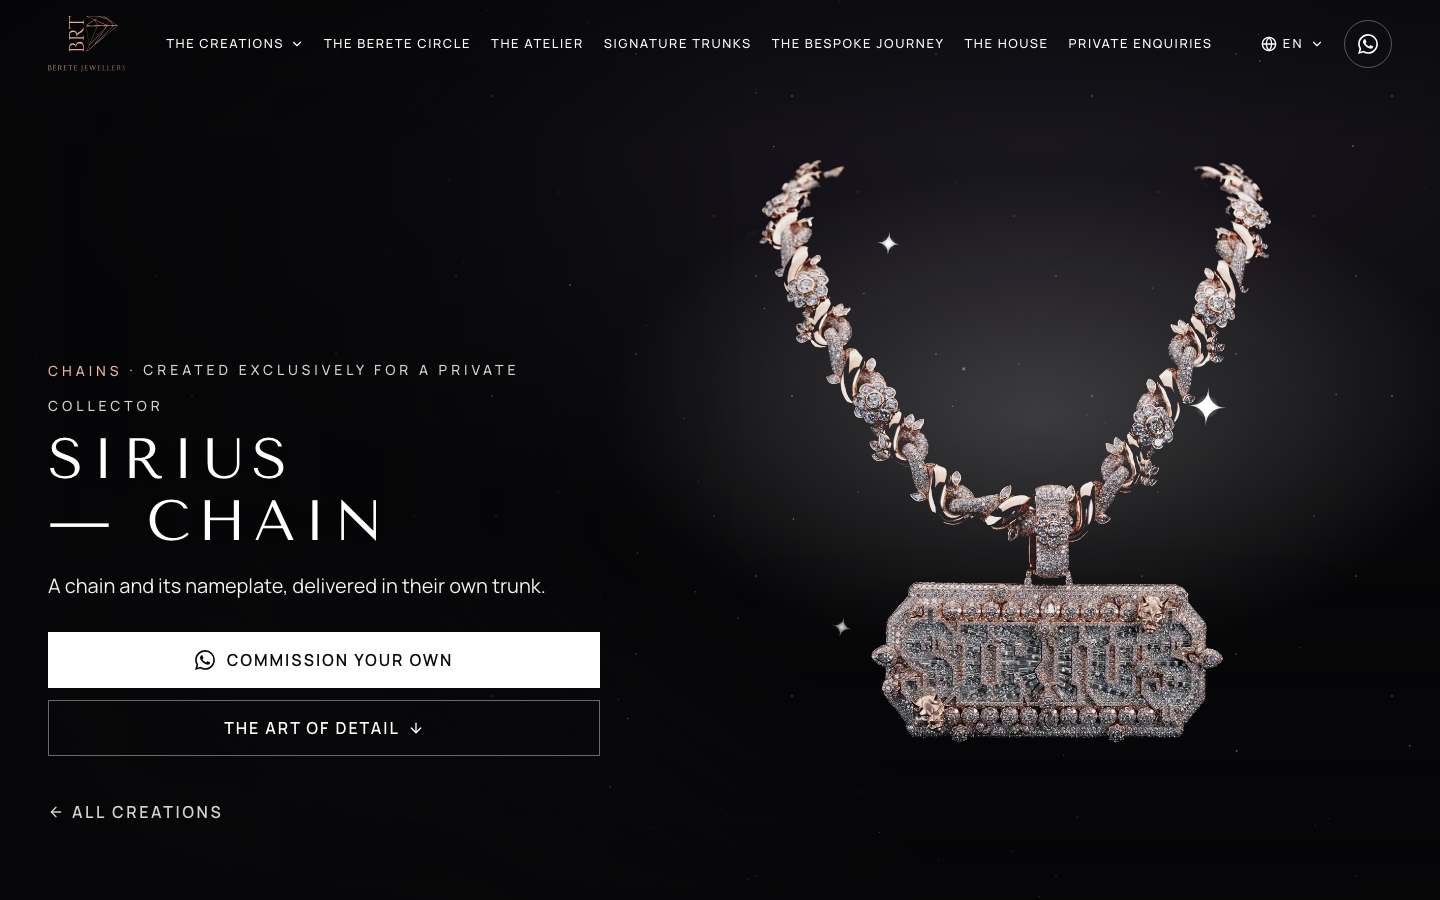 BRT
BERETE JEWELLERS
THE CREATIONS
THE BERETE CIRCLE
THE ATELIER
SIGNATURE TRUNKS
THE BESPOKE JOURNEY
THE HOUSE
PRIVATE ENQUIRIES
EN
CHAINS · CREATED EXCLUSIVELY FOR A PRIVATE
COLLECTOR
SIRIUS
— CHAIN
A chain and its nameplate, delivered in their own trunk.
COMMISSION YOUR OWN
THE ART OF DETAIL ↓
← ALL CREATIONS
SIRIUS